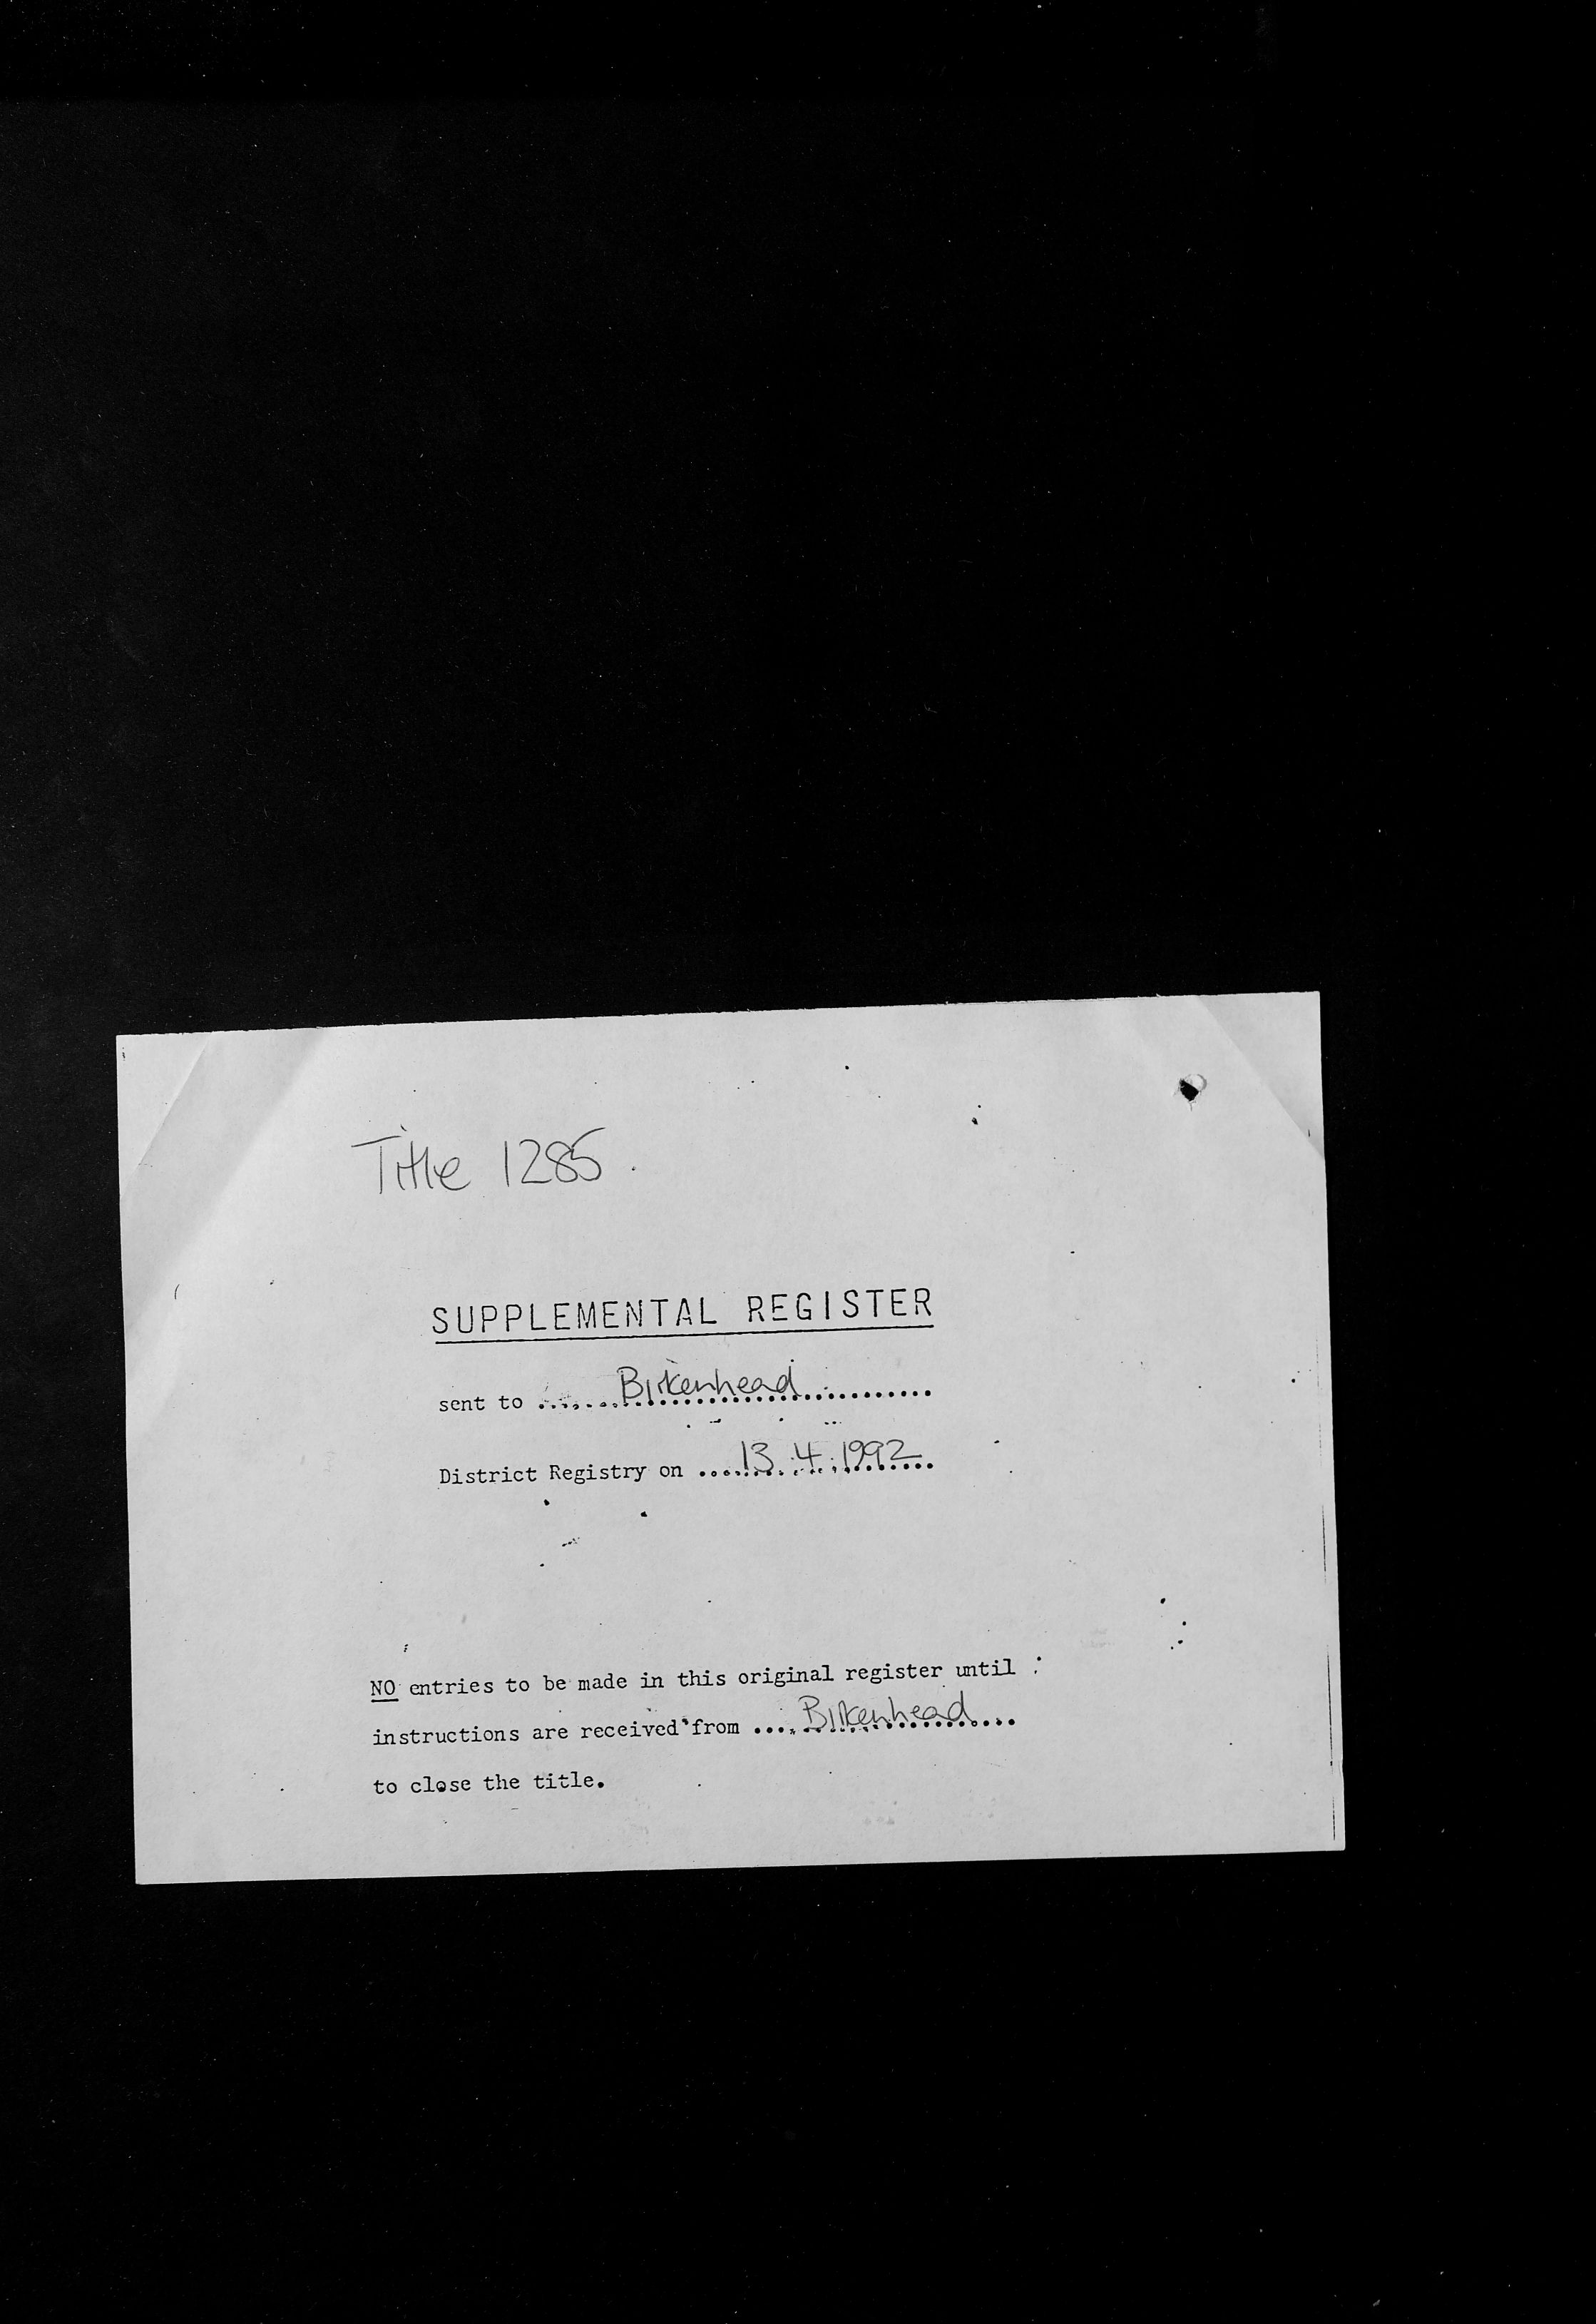 Title 1285.
SUPPLEMENTAL REGISTER
sent to ........Birkenhead...............
District Registry on ....13.4.1992....
NO entries to be made in this original register until
instructions are received from ....Birkenhead....
to close the title.